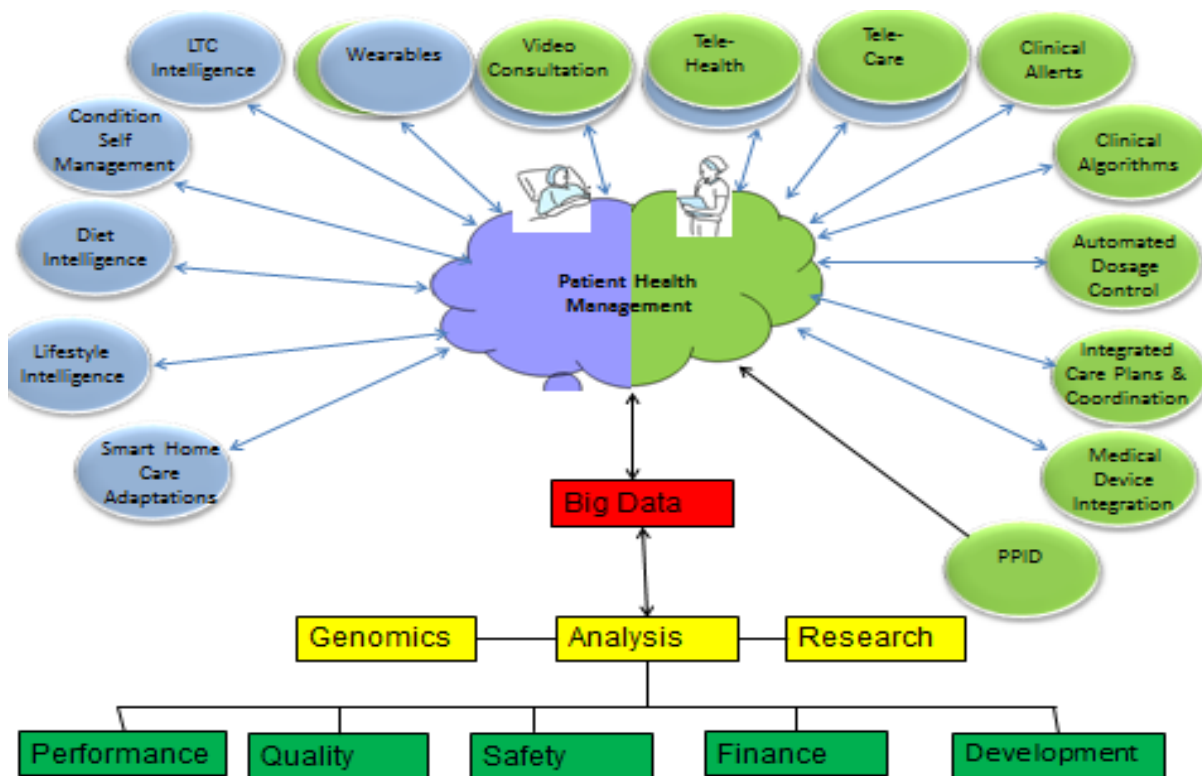 LTC
Intelligence
Wearables
Video
Consultation
Tele-
Health
Tele-
Care
Clinical
Allerts
Condition
Self
Management
Clinical
Algorithms
Diet
Intelligence
Automated
Dosage
Control
Patient Health
Management
Lifestyle
Intelligence
Integrated
Care Plans &
Coordination
Smart Home
Care
Adaptations
Medical
Device
Integration
Big Data
PPID
Genomics
Analysis
Research
Performance
Quality
Safety
Finance
Development